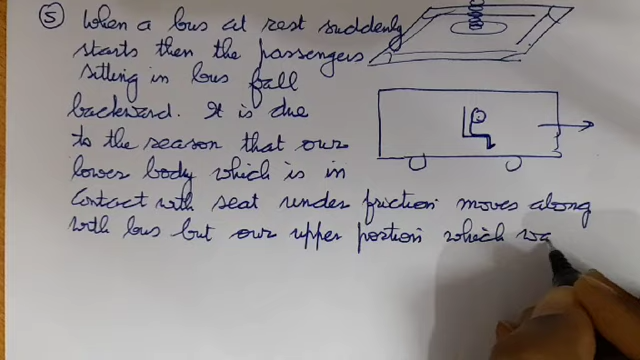 ⑤ When a bus at rest suddenly
starts then the passengers
sitting in bus fall
backward. It is due
to the reason that our
lower body which is in
contact with seat under friction moves along
with bus but our upper portion which wa